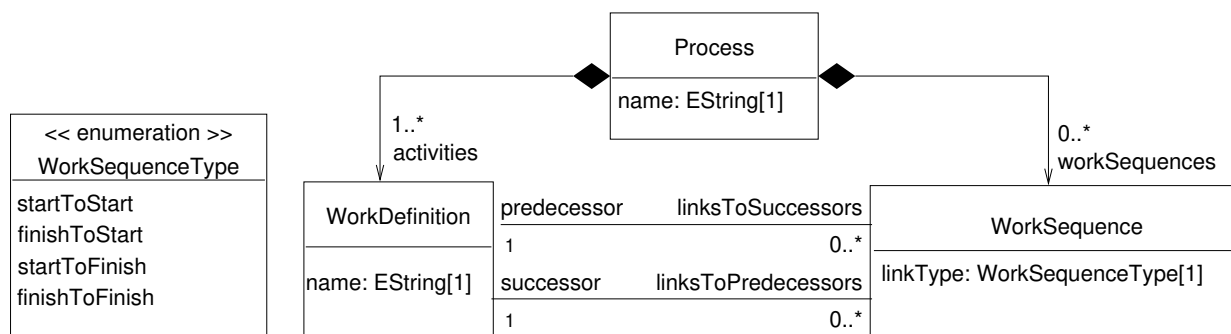 Process
name: EString[1]
<< enumeration >>
WorkSequenceType
startToStart
finishToStart
startToFinish
finishToFinish
1..*
activities
0..*
workSequences
WorkDefinition
name: EString[1]
predecessor linksToSuccessors
1 0..*
successor linksToPredecessors
1 0..*
WorkSequence
linkType: WorkSequenceType[1]